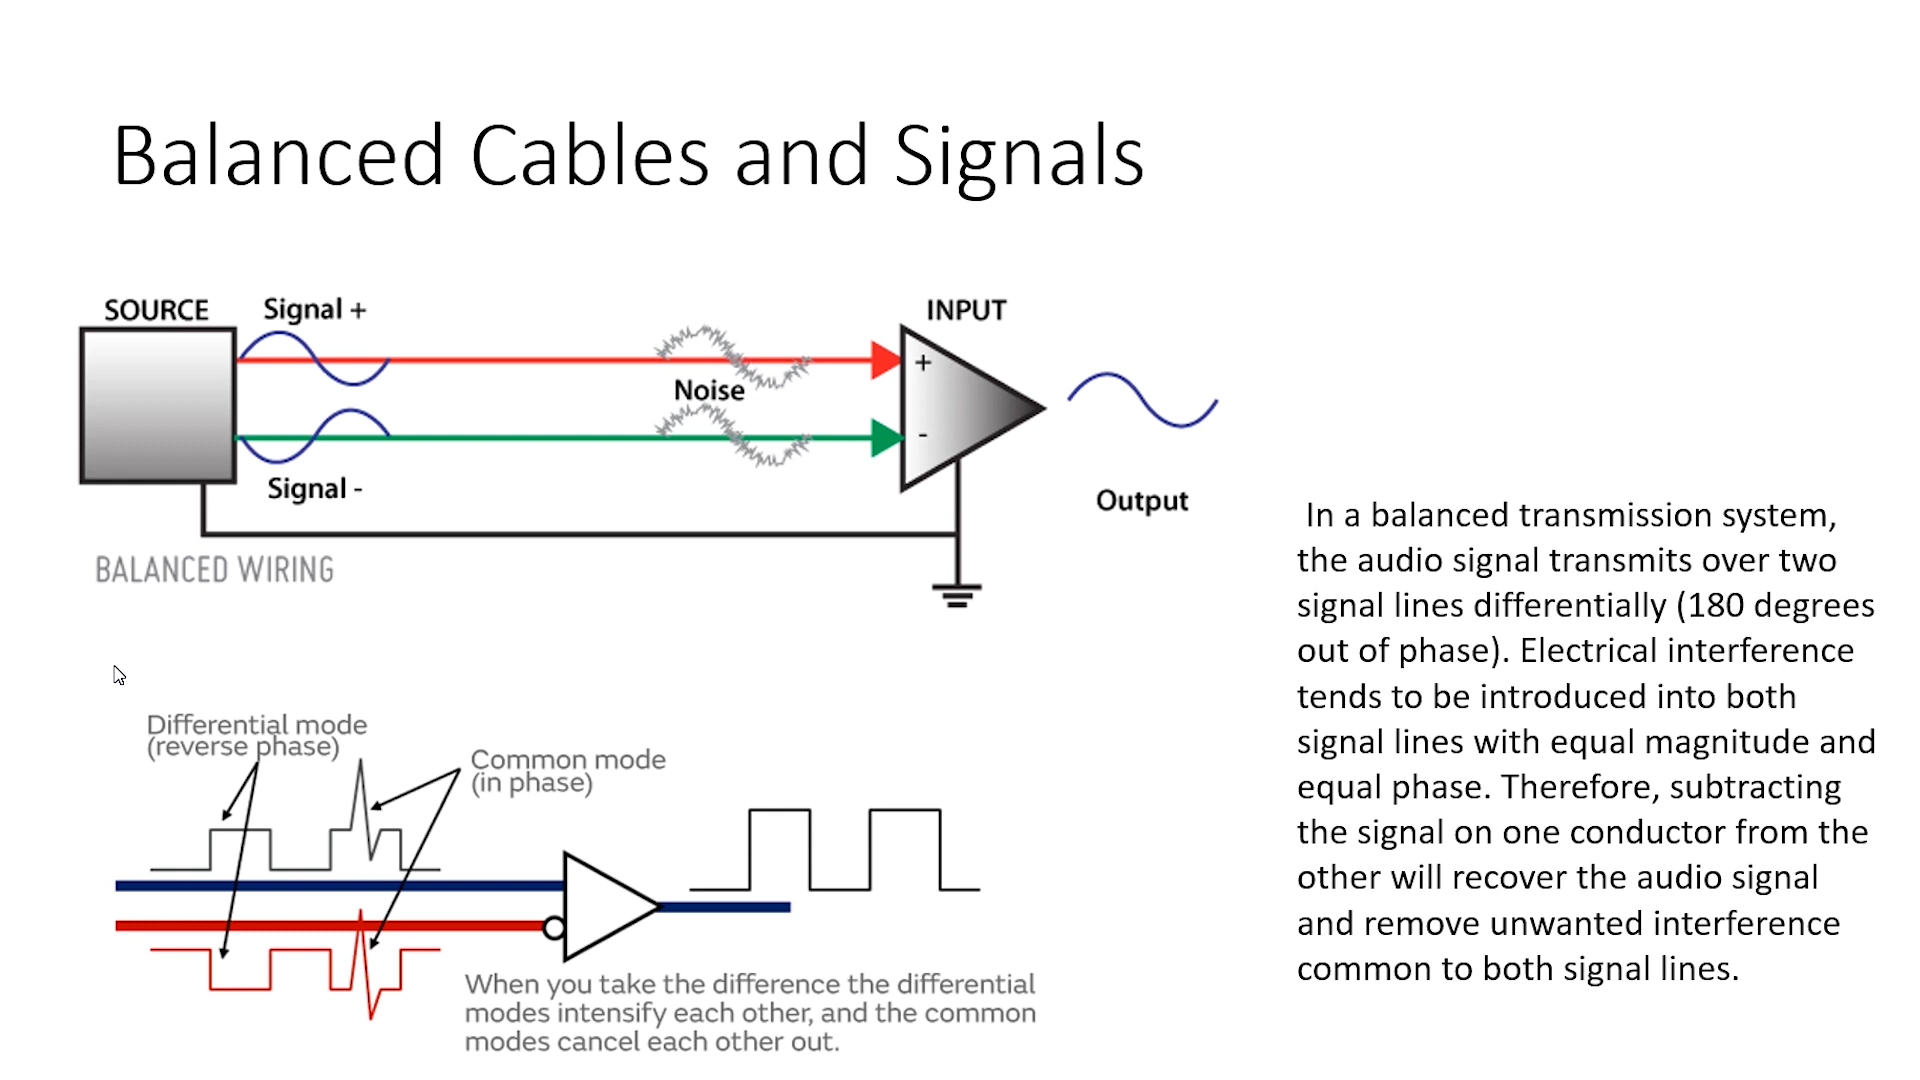 Balanced Cables and Signals
SOURCE
Signal +
INPUT
+
Noise
-
Signal -
Output
BALANCED WIRING
In a balanced transmission system,
the audio signal transmits over two
signal lines differentially (180 degrees
out of phase). Electrical interference
tends to be introduced into both
signal lines with equal magnitude and
equal phase. Therefore, subtracting
the signal on one conductor from the
other will recover the audio signal
and remove unwanted interference
common to both signal lines.
Differential mode
(reverse phase)
Common mode
(in phase)
When you take the difference the differential
modes intensify each other, and the common
modes cancel each other out.